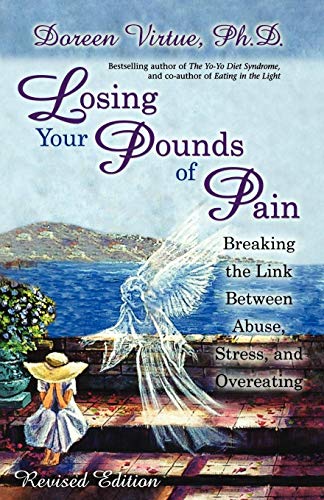 Doreen Virtue, Ph.D.
Bestselling author of The Yo-Yo Diet Syndrome,
and co-author of Eating in the Light
Losing
Your Pounds
of Pain
Breaking
the Link
Between
Abuse,
Stress, and
Overeating
Revised Edition